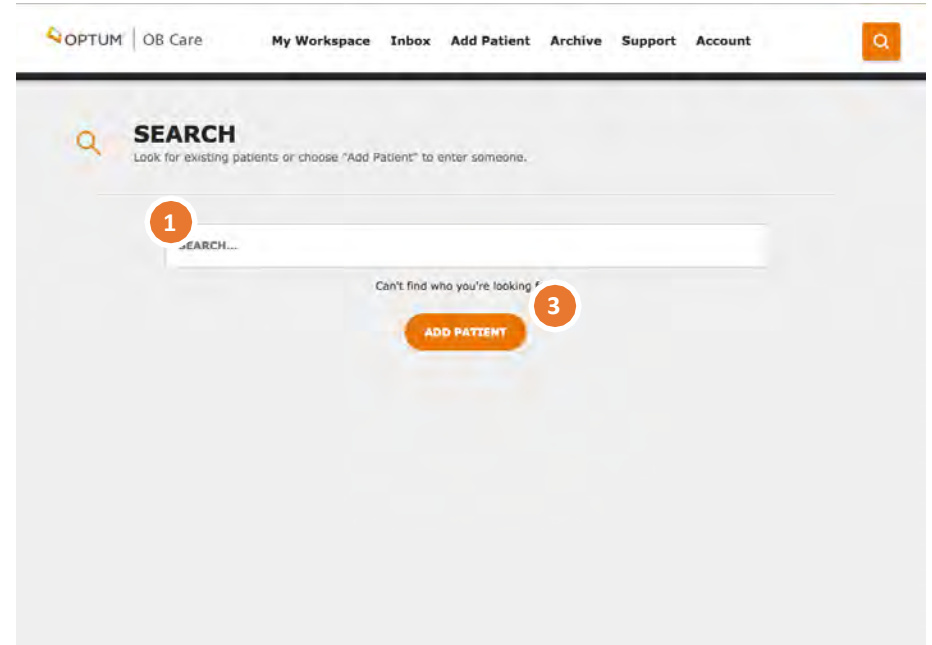 OPTUM | OB Care My Workspace Inbox Add Patient Archive Support Account
SEARCH
Look for existing patients or choose "Add Patient" to enter someone.
1
SEARCH...
Can't find who you're looking
3
ADD PATIENT